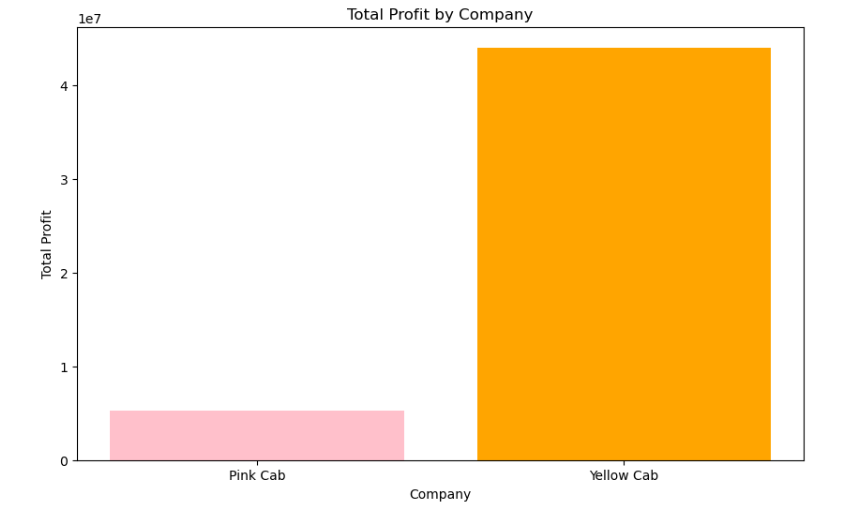 Total Profit by Company
1e7
4
3
2
1
0
Total Profit
Pink Cab
Yellow Cab
Company